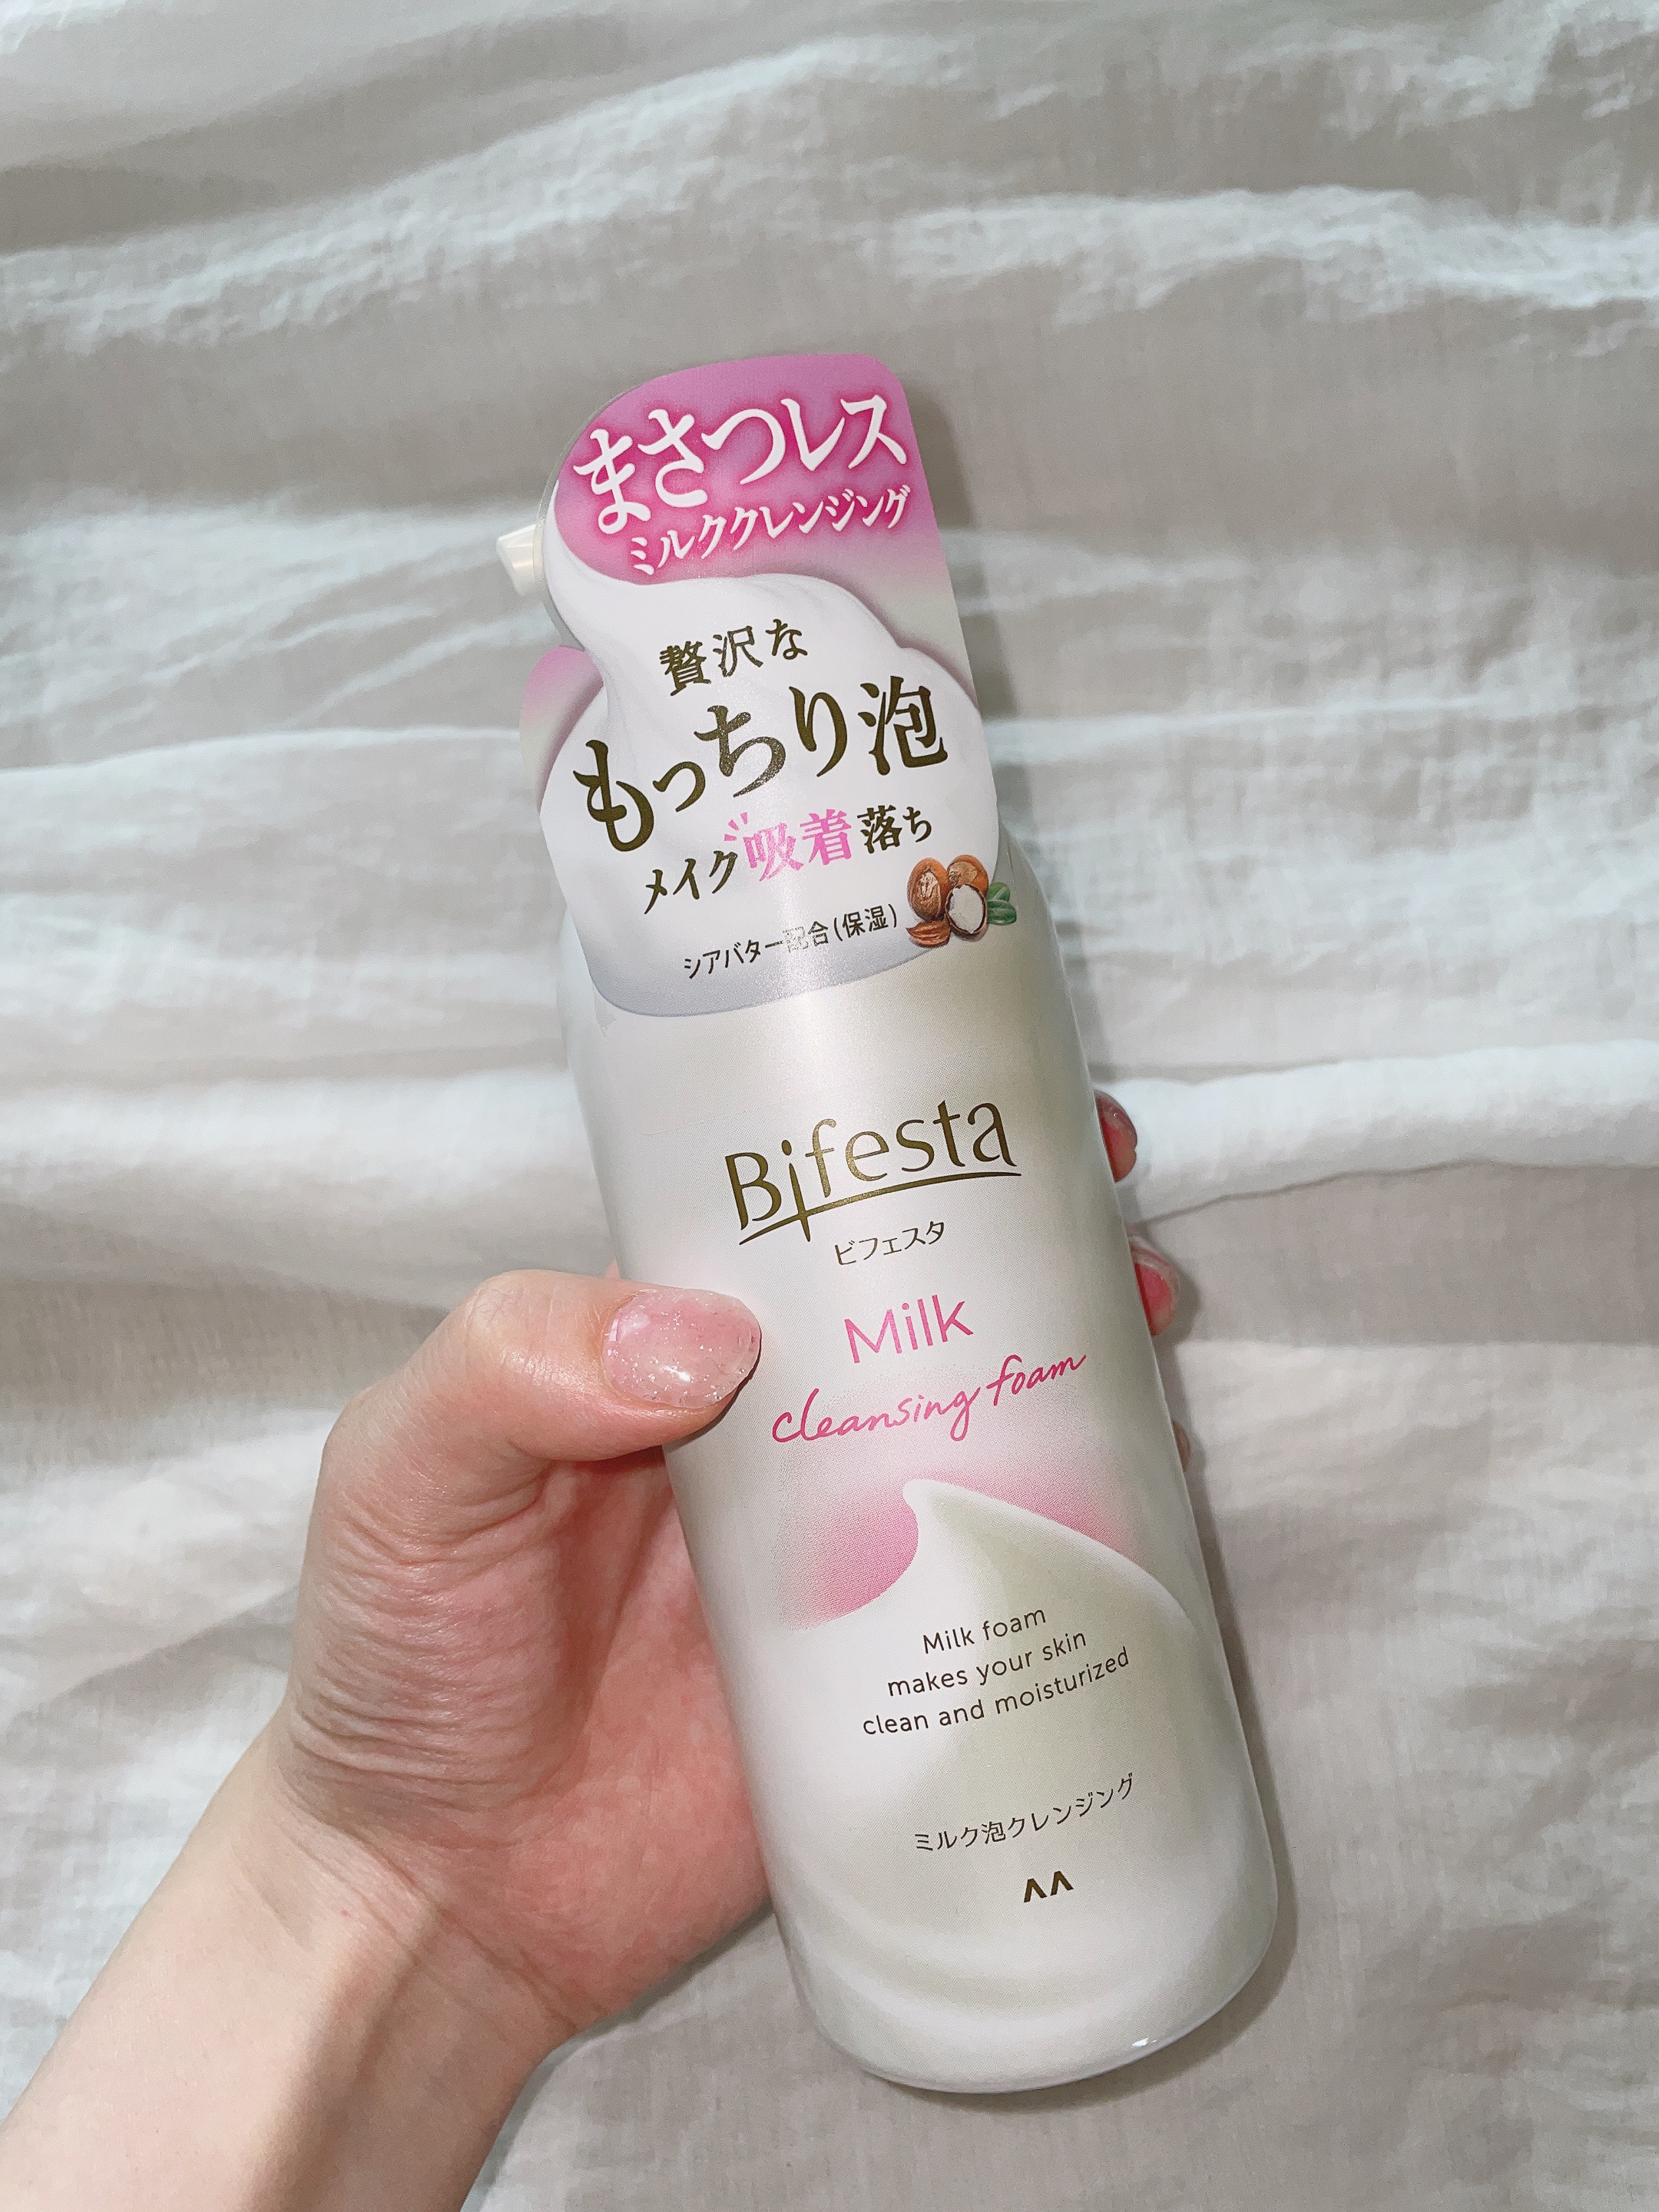 まさつレス
ミルククレンジング
贅沢な
もっちり泡
メイク吸着落ち
シアバター配合(保湿)
Bifesta
ビフェスタ
Milk
cleansing foam
Milk foam
makes your skin
clean and moisturized
ミルク泡クレンジング